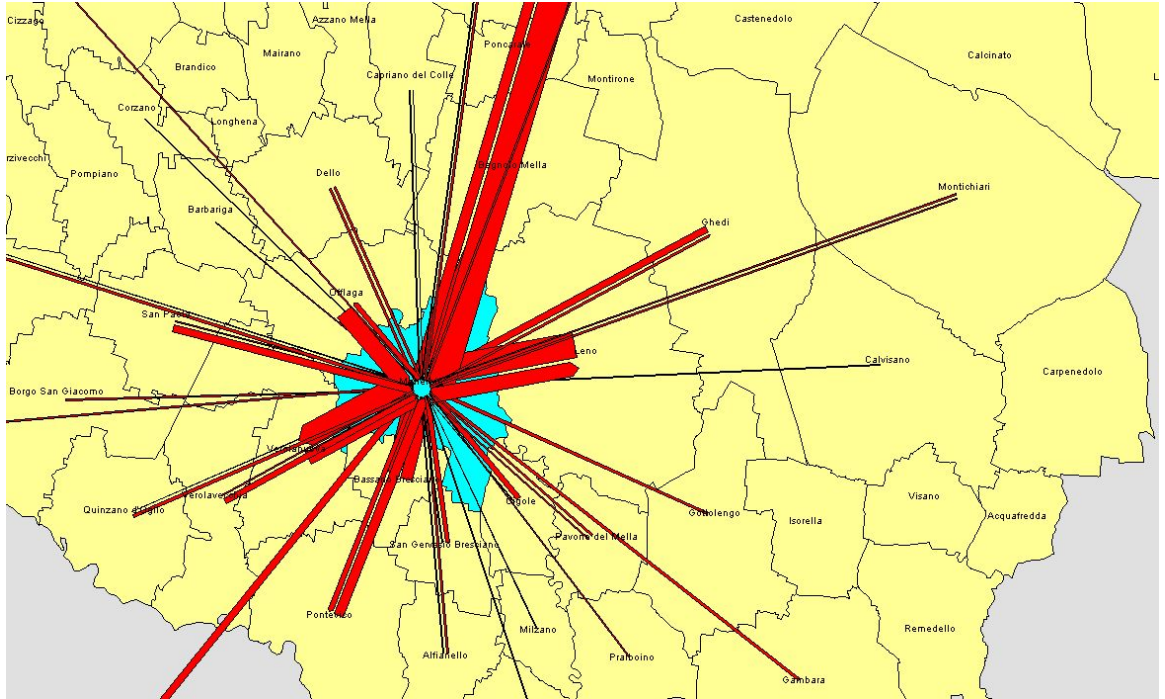 Cizzago
Azzano Mella
Castenedolo
Poncarale
Mairano
Calcinato
Brandico
Capriano del Colle
Montirone
Corzano
Longhena
Bagnolo Mella
Pompiano
Dello
Montichiari
Barbariga
Ghedi
Offlaga
San Paolo
Leno
Calvisano
Carpenedolo
Borgo San Giacomo
Verolanuova
Bassano Bresciano
Verolavecchia
Cigole
Visano
Quinzano d'Oglio
Gottolengo
Isorella
Acquafredda
Pavone del Mella
San Gervasio Bresciano
Pontevico
Milzano
Remedello
Alfianello
Pralboino
Gambara